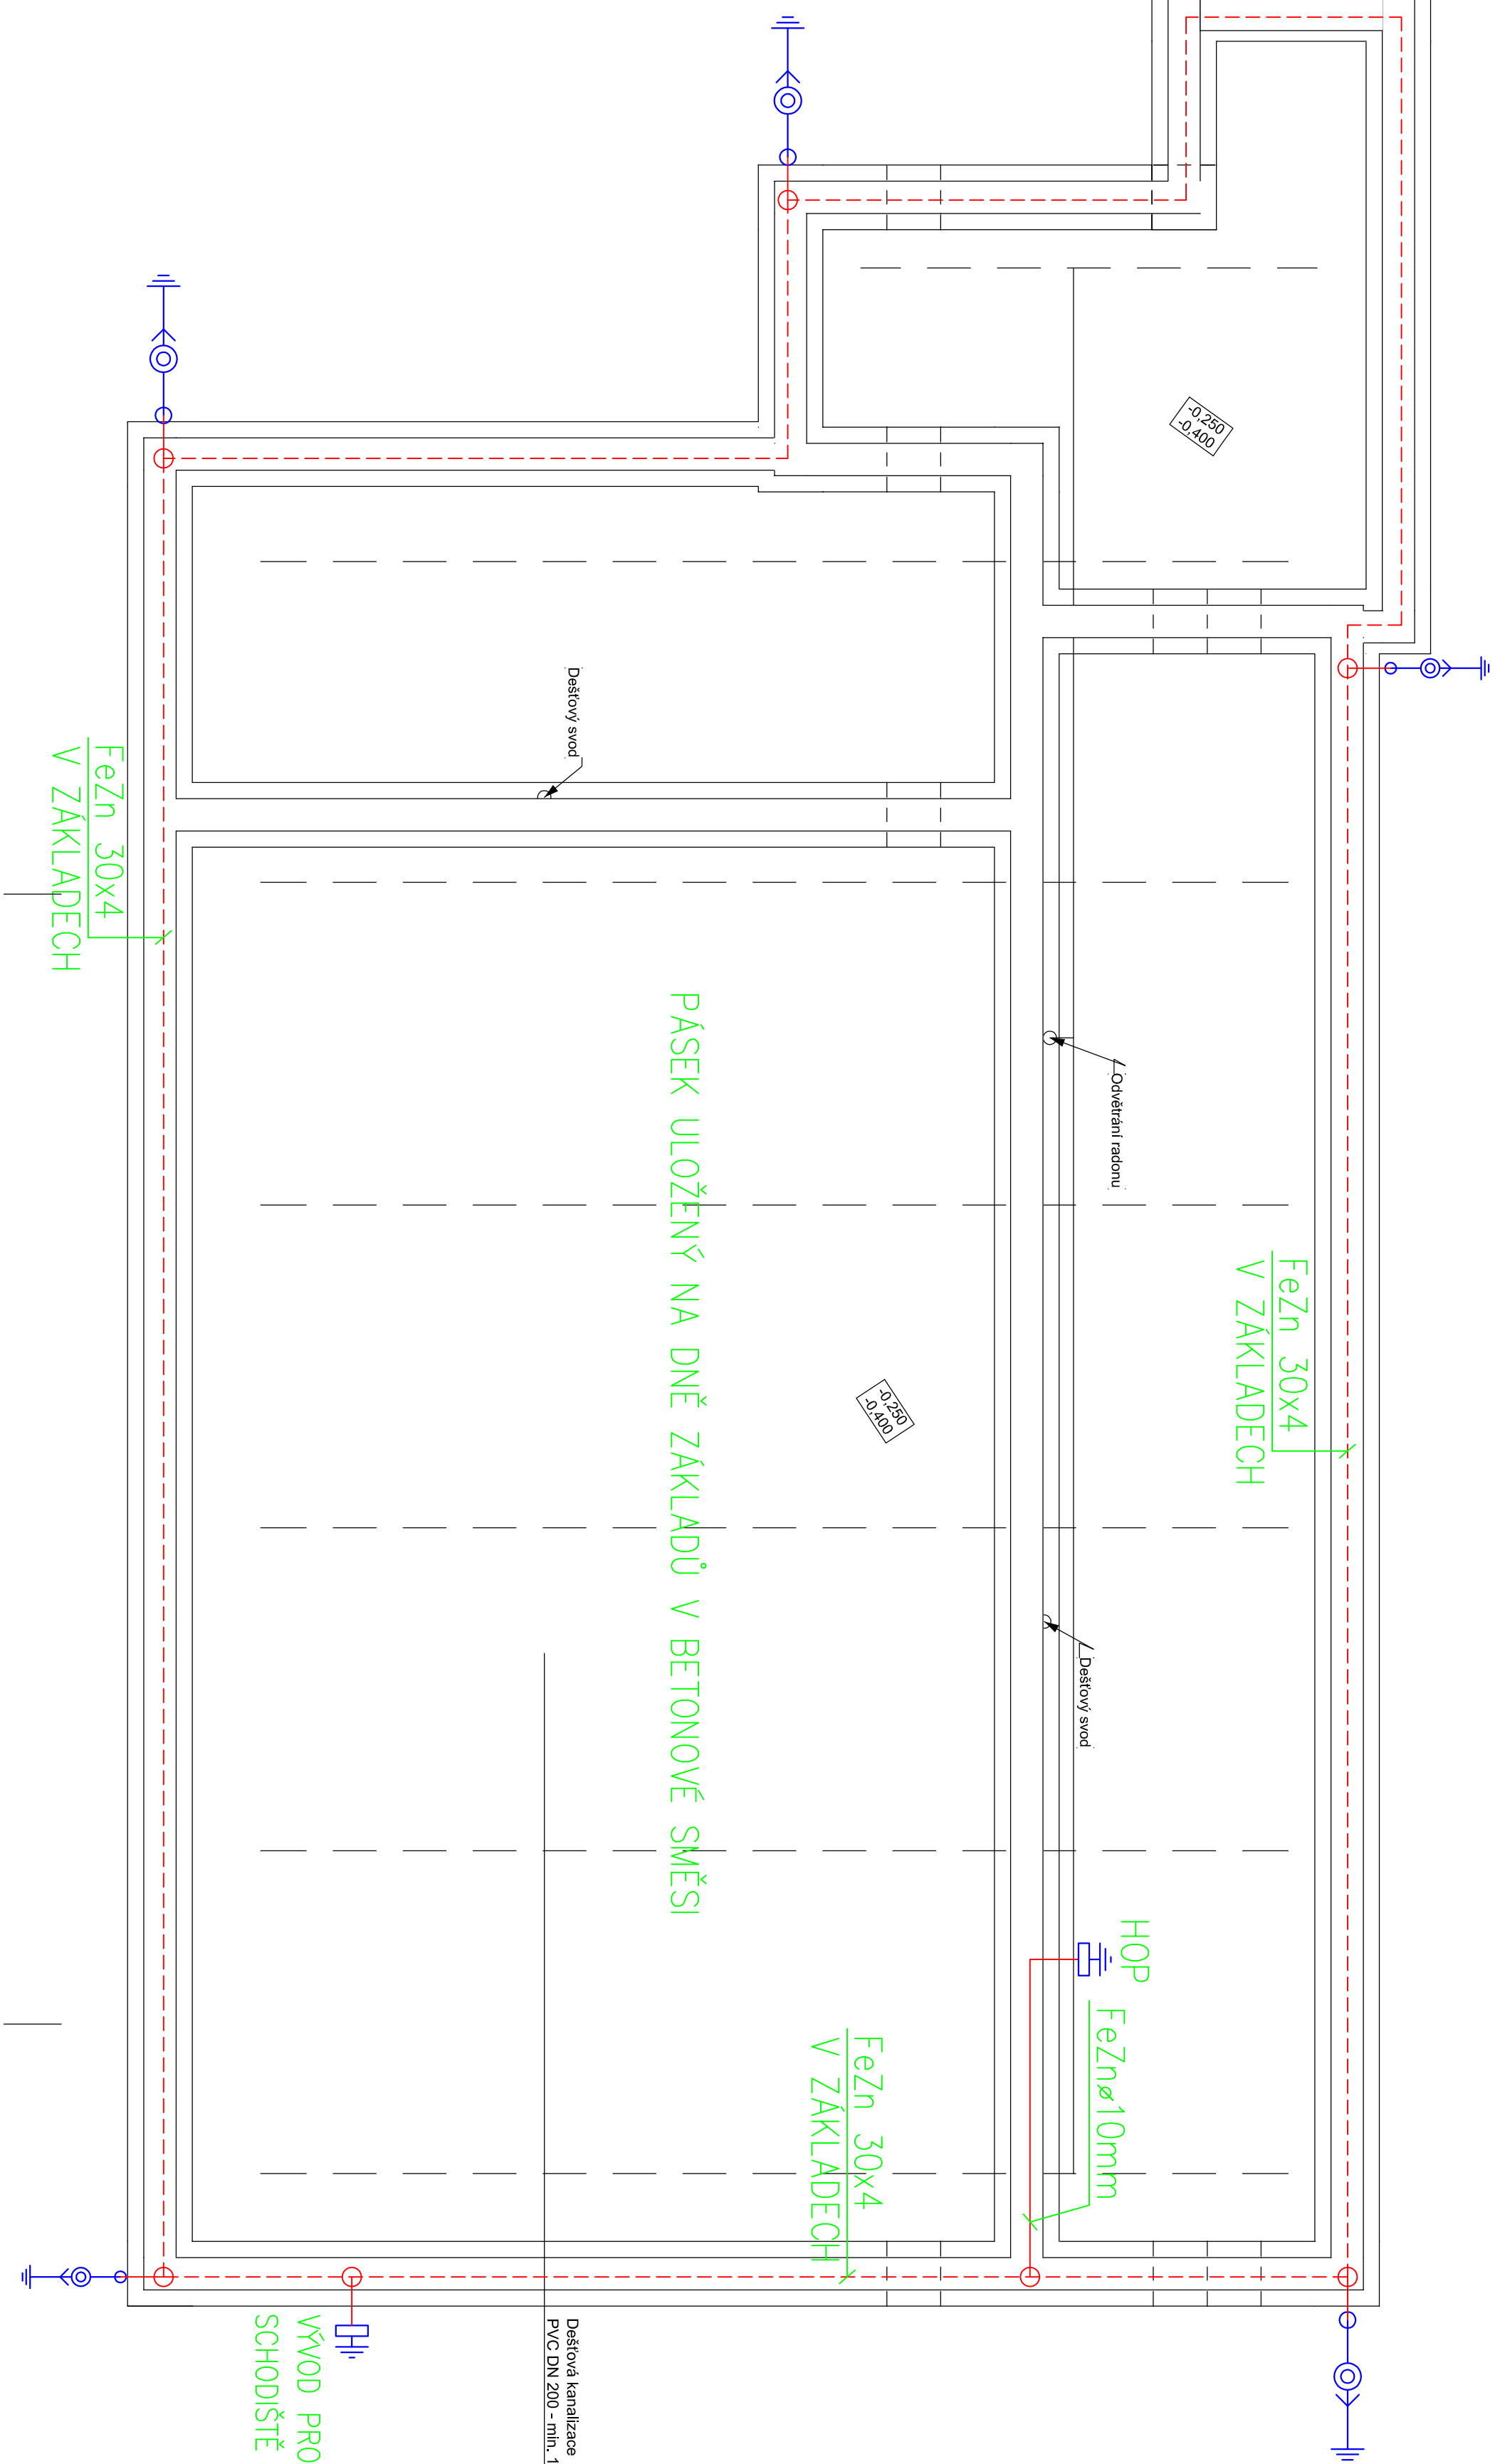 -0,250
-0,400
Dešťový svod
FeZn 30x4
V ZÁKLADECH
Odvětrání radonu
FeZn 30x4
V ZÁKLADECH
PÁSEK ULOŽENÝ NA DNĚ ZÁKLADŮ V BETONOVÉ SMĚSI
-0,250
-0,400
Dešťový svod
HOP
FeZnø10mm
FeZn 30x4
V ZÁKLADECH
Dešťová kanalizace
PVC DN 200 - min. 1
VÝVOD PRO
SCHODIŠTĚ